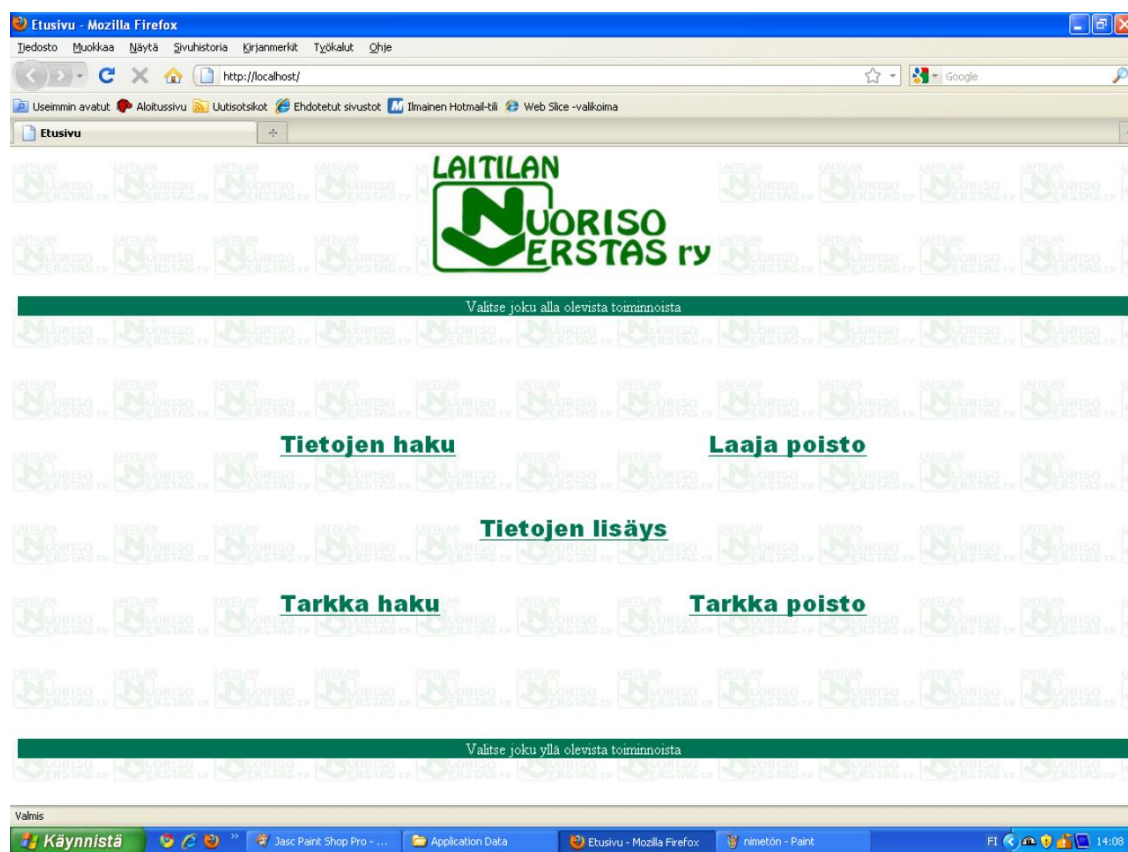 Etusivu - Mozilla Firefox
Tiedosto Muokkaa Näytä Sivuhistoria Kirjanmerkit Työkalut Ohje
http://localhost/
Google
Useimmin avatut Aloitussivu Uutisotsikot Ehdotetut sivustot Ilmainen Hotmail-tili Web Slice -valikoima
Etusivu
LAITILAN
NUORISO
VERSTAS ry
Valitse joku alla olevista toiminnoista
Tietojen haku Laaja poisto
Tietojen lisäys
Tarkka haku Tarkka poisto
Valitse joku yllä olevista toiminnoista
Valmis
Käynnistä Jasc Paint Shop Pro - ... Application Data Etusivu - Mozilla Firefox nimetön - Paint FI 14:08